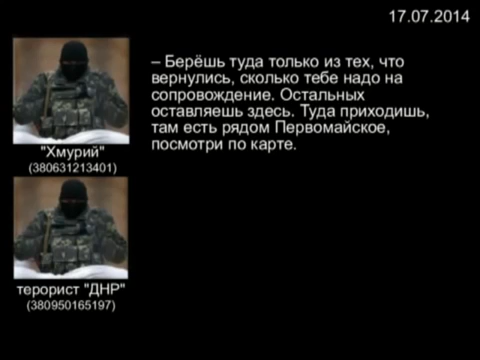 17.07.2014
– Берёшь туда только из тех, что
вернулись, сколько тебе надо на
сопровождение. Остальных
оставляешь здесь. Туда приходишь,
там есть рядом Первомайское,
посмотри по карте.
"Хмурий"
(380631213401)
терорист "ДНР"
(380950165197)